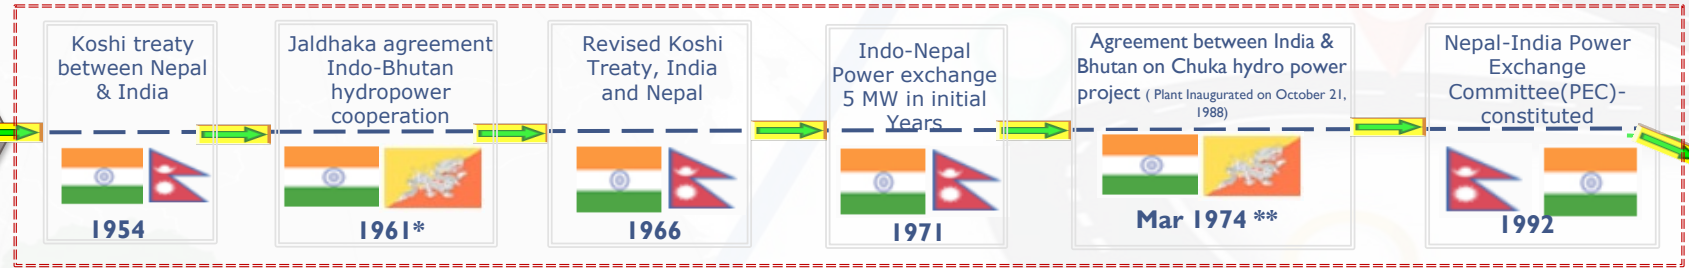 Koshi treaty
between Nepal
& India
1954
Jaldhaka agreement
Indo-Bhutan
hydropower
cooperation
1961*
Revised Koshi
Treaty, India
and Nepal
1966
Indo-Nepal
Power exchange
5 MW in initial
Years
1971
Agreement between India &
Bhutan on Chuka hydro power
project ( Plant Inaugurated on October 21,
1988)
Mar 1974 **
Nepal-India Power
Exchange
Committee(PEC)-
constituted
1992